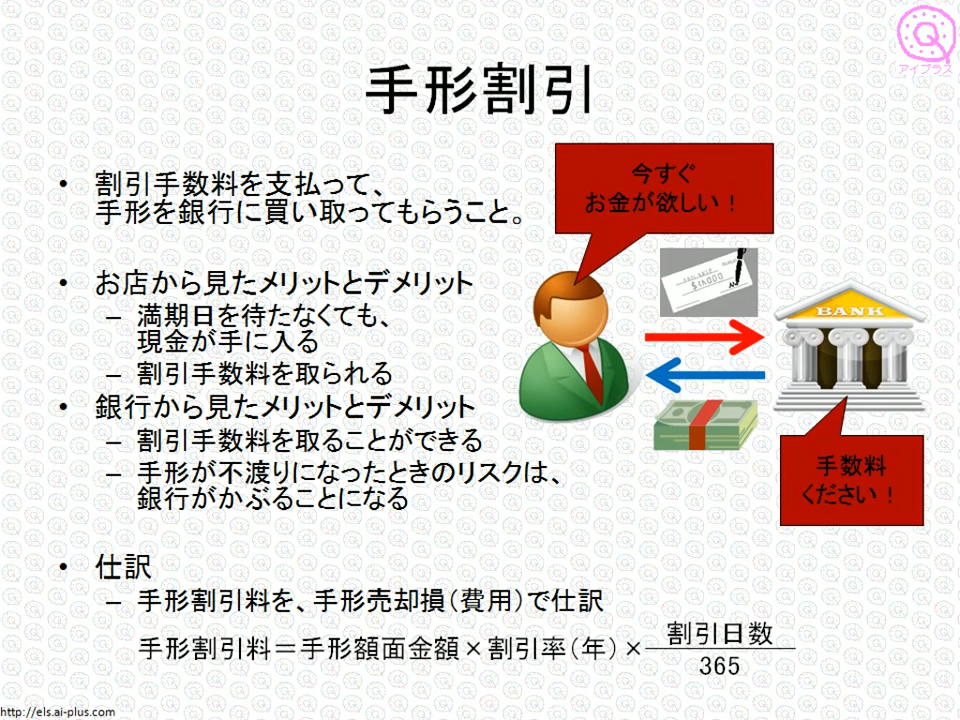 アイプラス
手形割引
• 割引手数料を支払って、
手形を銀行に買い取ってもらうこと。
• お店から見たメリットとデメリット
– 満期日を待たなくても、
現金が手に入る
– 割引手数料を取られる
• 銀行から見たメリットとデメリット
– 割引手数料を取ることができる
– 手形が不渡りになったときのリスクは、
銀行がかぶることになる
• 仕訳
– 手形割引料を、手形売却損（費用）で仕訳
手形割引料＝手形額面金額×割引率（年）×割引日数
365
今すぐ
お金が欲しい！
BANK
手数料
ください！
http://els.ai-plus.com